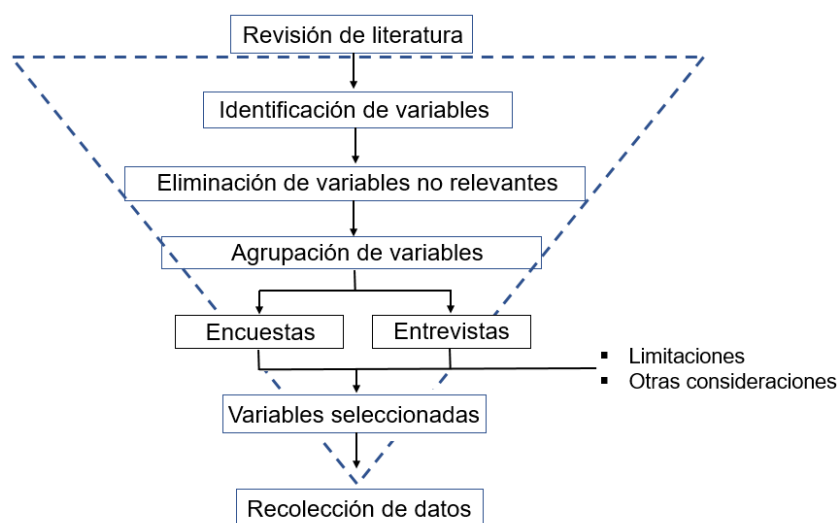 Revisión de literatura
Identificación de variables
Eliminación de variables no relevantes
Agrupación de variables
Encuestas
Entrevistas
▪ Limitaciones
▪ Otras consideraciones
Variables seleccionadas
Recolección de datos